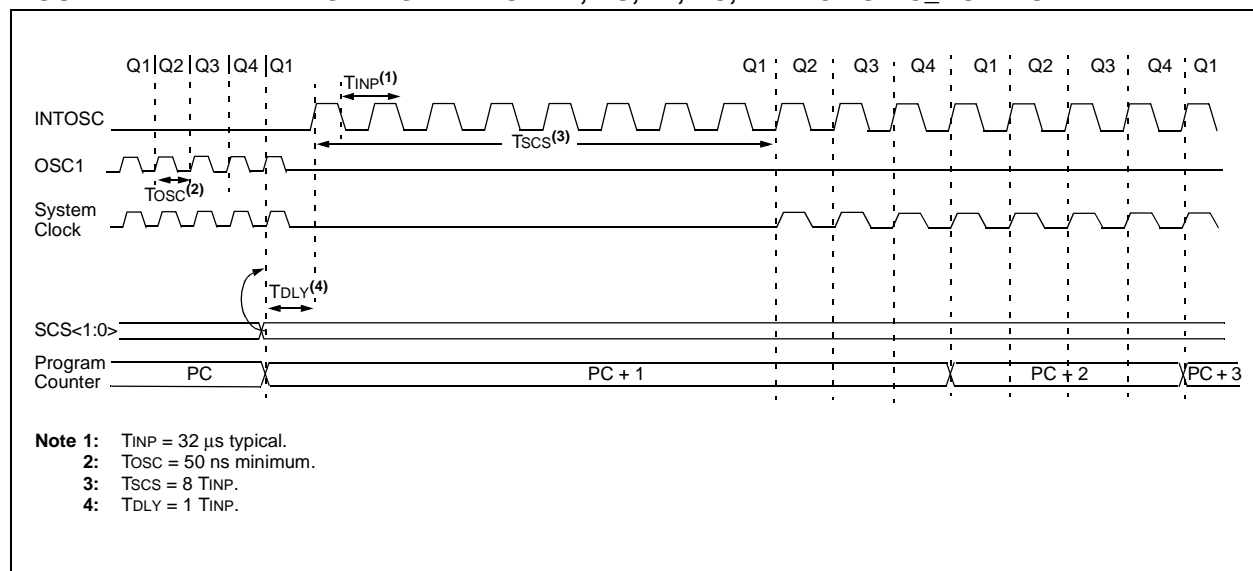 Q1 Q2 Q3 Q4 Q1 Q1 Q2 Q3 Q4 Q1 Q2 Q3 Q4 Q1
TINP(1)
INTOSC
TSCS(3)
OSC1
TOSC(2)
System
Clock
TDLY(4)
SCS<1:0>
Program
Counter
PC PC + 1 PC + 2 PC + 3
Note 1: TINP = 32 μs typical.
2: TOSC = 50 ns minimum.
3: TSCS = 8 TINP.
4: TDLY = 1 TINP.